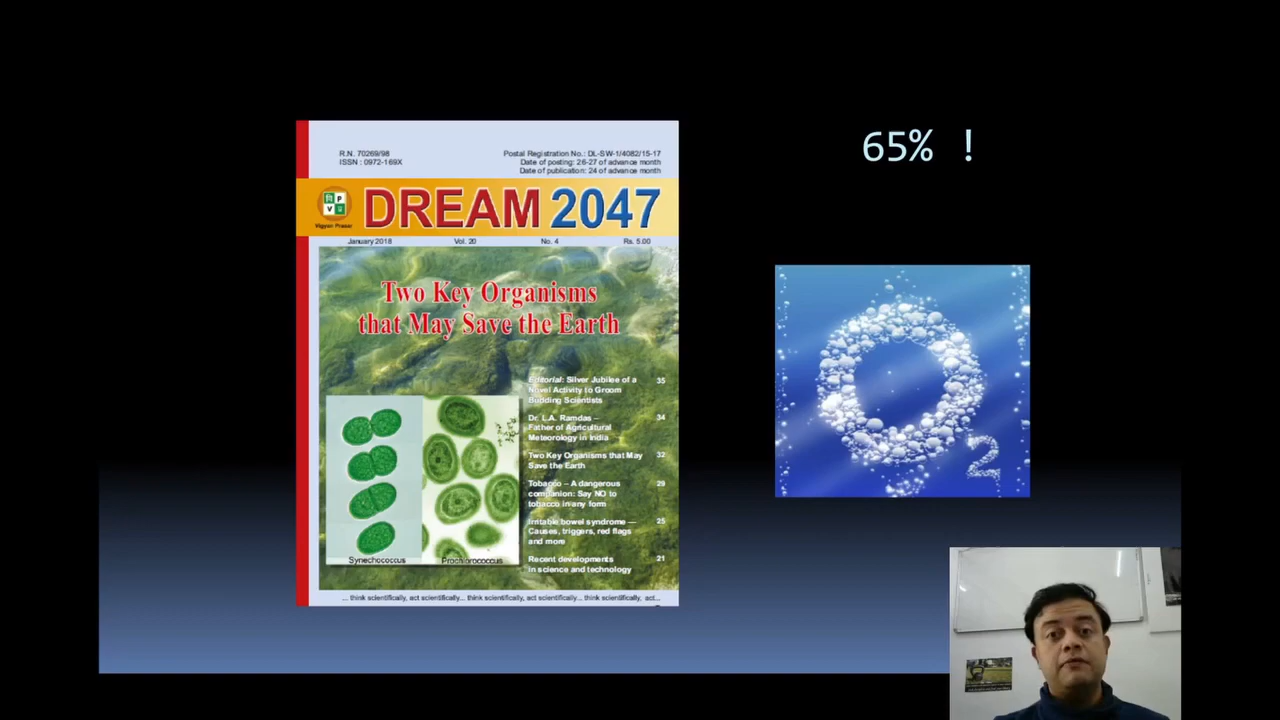 65% !
R.N. 70269/98
ISSN : 0972-169X
Postal Registration No.: DL-SW-1/4082/15-17
Date of posting: 26-27 of advance month
Date of publication: 24 of advance month
Vigyan Prasar
DREAM 2047
January 2018 Vol. 20 No. 4 Rs. 5.00
Two Key Organisms
that May Save the Earth
Editorial: Silver Jubilee of a 35
Novel Activity to Groom
Budding Scientists
Dr. L.A. Ramdas – 34
Father of Agricultural
Meteorology in India
Two Key Organisms that May 32
Save the Earth
Tobacco – A dangerous 29
companion: Say NO to
tobacco in any form
Irritable bowel syndrome — 25
Causes, triggers, red flags
and more
Recent developments 21
in science and technology
Synechococcus Prochlorococcus
... think scientifically, act scientifically... think scientifically, act scientifically... think scientifically, act...
O2